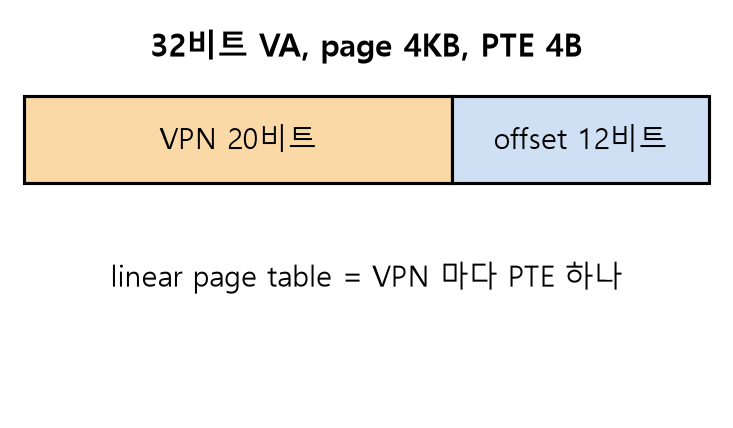 32비트 VA, page 4KB, PTE 4B
VPN 20비트
offset 12비트
linear page table = VPN 마다 PTE 하나